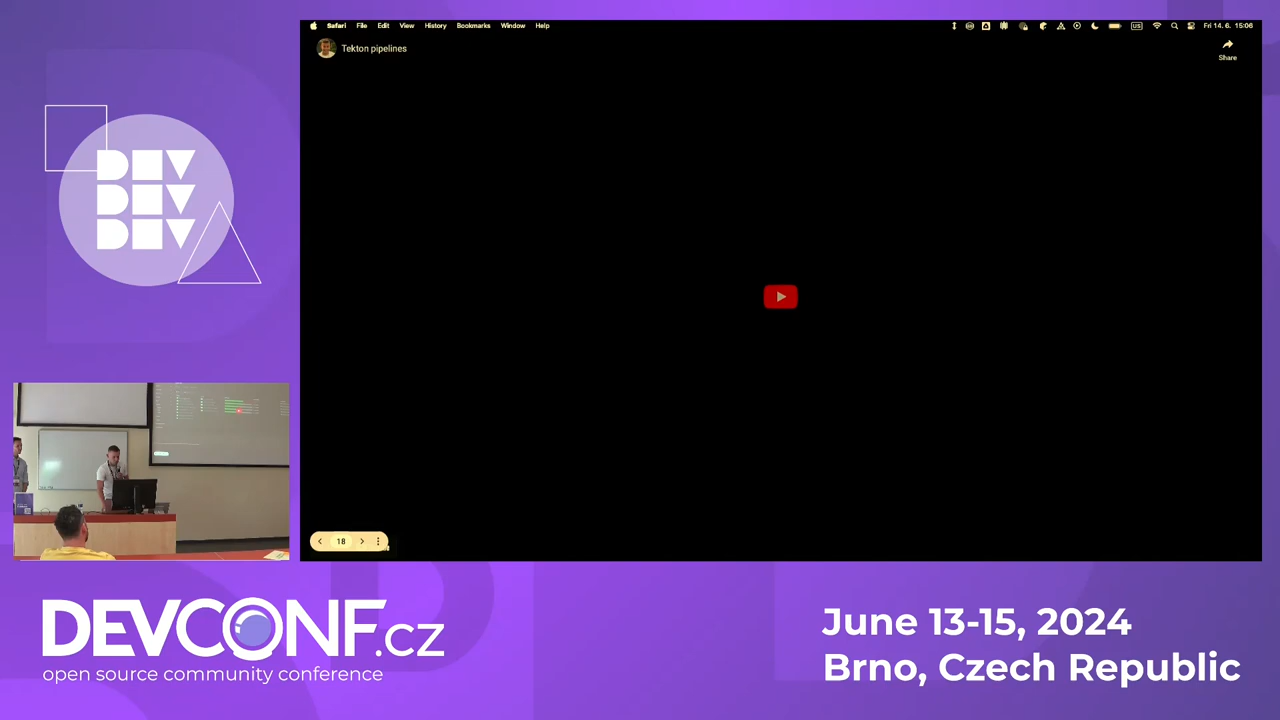 Safari File Edit View History Bookmarks Window Help
US
Fri 14. 6. 15:06
Tekton pipelines
Share
18
DEV
DEV
DEV
DEVCONF.cz
open source community conference
June 13-15, 2024
Brno, Czech Republic